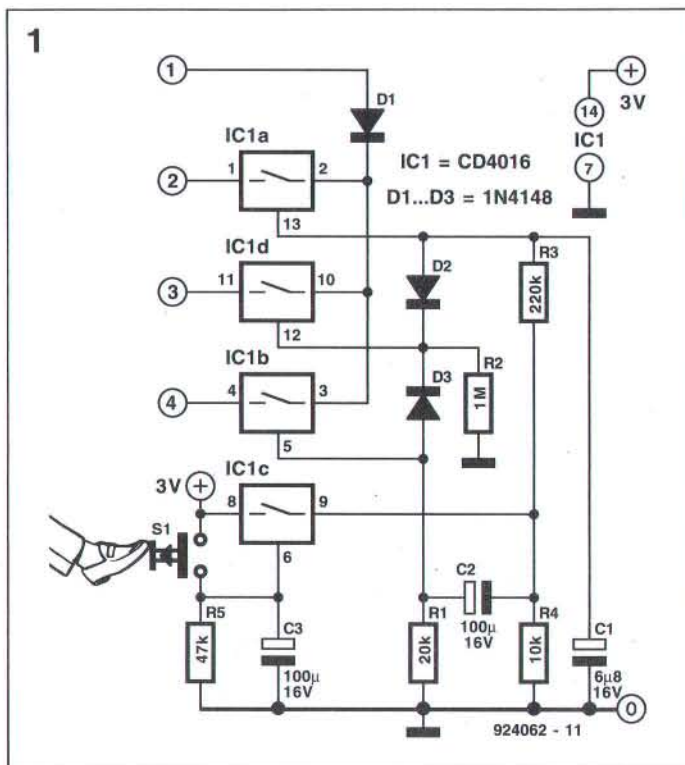 1
1
+
3V
D1
14
IC1
7
IC1a
2
1
2
13
IC1 = CD4016
D1...D3 = 1N4148
IC1d
3
11
10
12
D2
R3
220k
IC1b
4
4
3
5
D3
R2
1M
3V
+
IC1c
8
9
6
S1
R5
47k
C3
100µ
16V
R1
20k
C2
100µ
16V
R4
10k
C1
6µ8
16V
0
924062 - 11